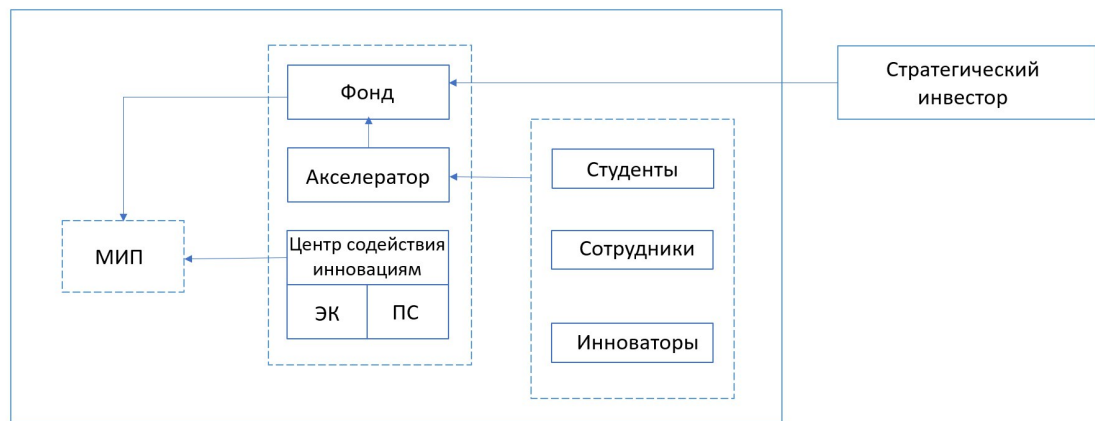 Фонд
Стратегический
инвестор
Акселератор
Студенты
МИП
Центр содействия
инновациям
Сотрудники
ЭК
ПС
Инноваторы